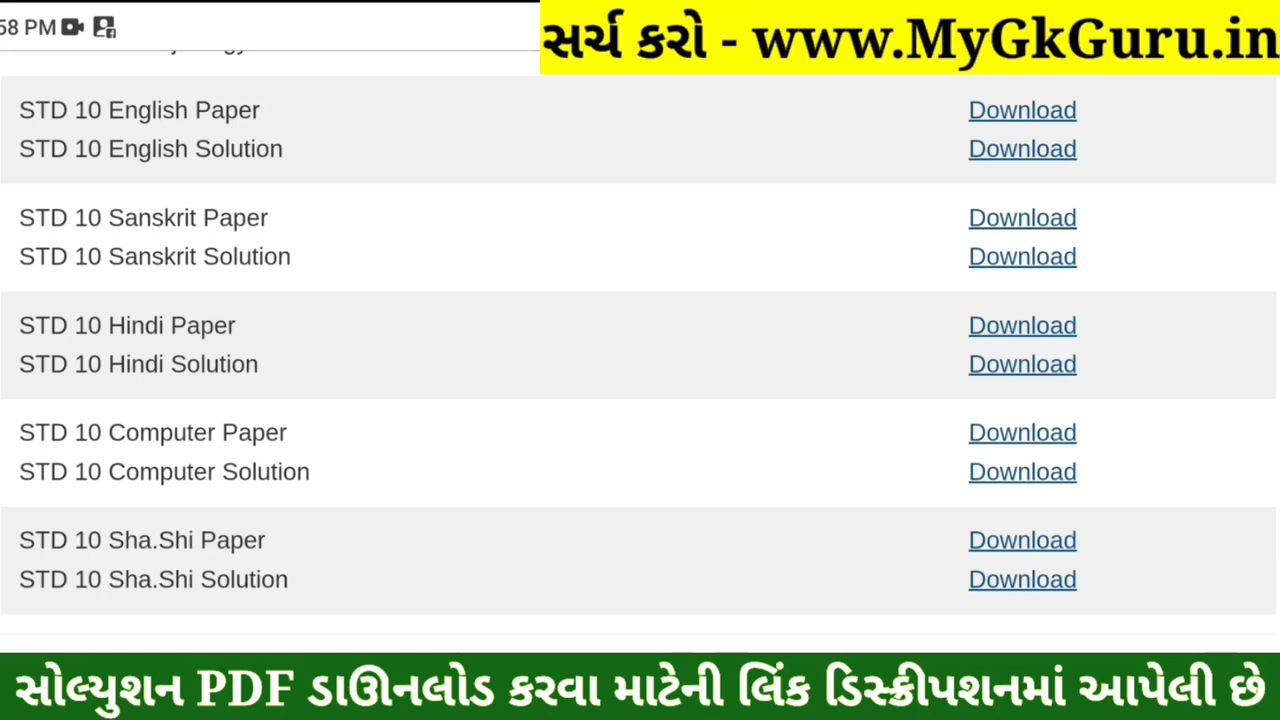 58 PM
સર્ચ કરો - www.MyGkGuru.in
STD 10 English Paper Download
STD 10 English Solution Download
STD 10 Sanskrit Paper Download
STD 10 Sanskrit Solution Download
STD 10 Hindi Paper Download
STD 10 Hindi Solution Download
STD 10 Computer Paper Download
STD 10 Computer Solution Download
STD 10 Sha.Shi Paper Download
STD 10 Sha.Shi Solution Download
સોલ્યુશન PDF ડાઊનલોડ કરવા માટેની લિંક ડિસ્ક્રીપશનમાં આપેલી છે